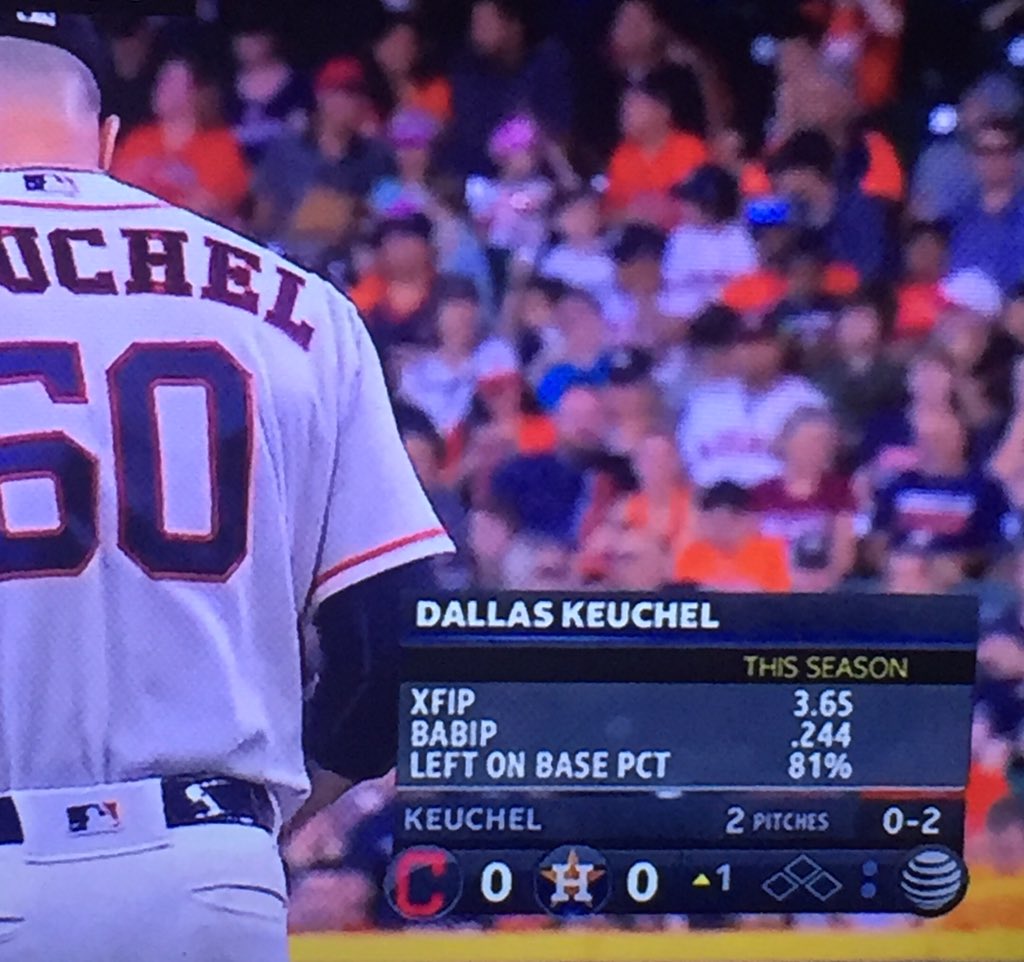 UCHEL
60
DALLAS KEUCHEL
THIS SEASON
XFIP 3.65
BABIP .244
LEFT ON BASE PCT 81%
KEUCHEL 2 PITCHES 0-2
C 0 H 0 ▲1